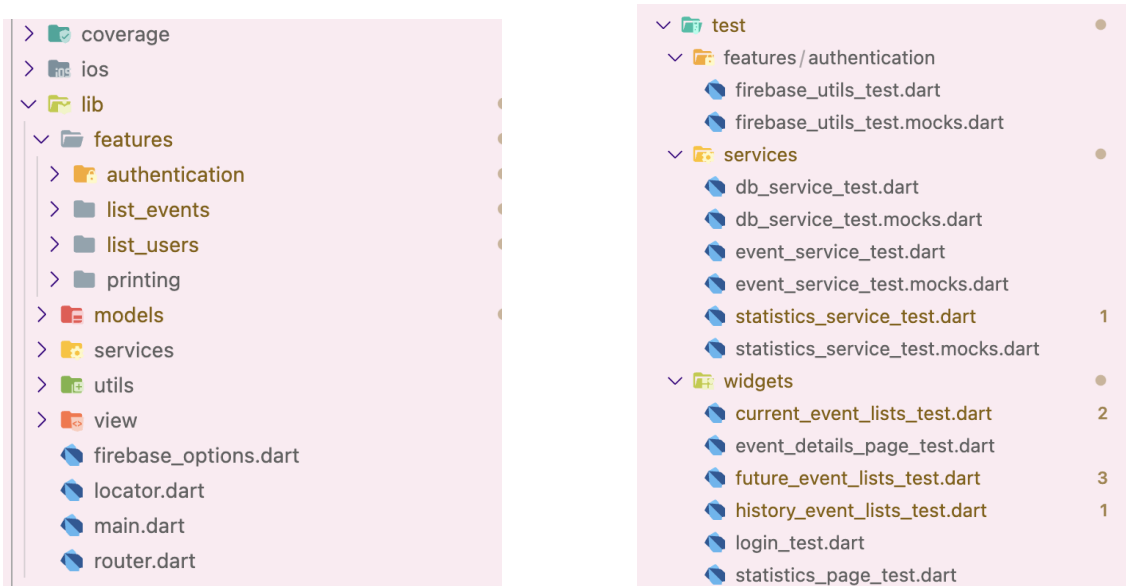 coverage
ios
lib
features
authentication
list_events
list_users
printing
models
services
utils
view
firebase_options.dart
locator.dart
main.dart
router.dart
test
features/authentication
firebase_utils_test.dart
firebase_utils_test.mocks.dart
services
db_service_test.dart
db_service_test.mocks.dart
event_service_test.dart
event_service_test.mocks.dart
statistics_service_test.dart 1
statistics_service_test.mocks.dart
widgets
current_event_lists_test.dart 2
event_details_page_test.dart
future_event_lists_test.dart 3
history_event_lists_test.dart 1
login_test.dart
statistics_page_test.dart